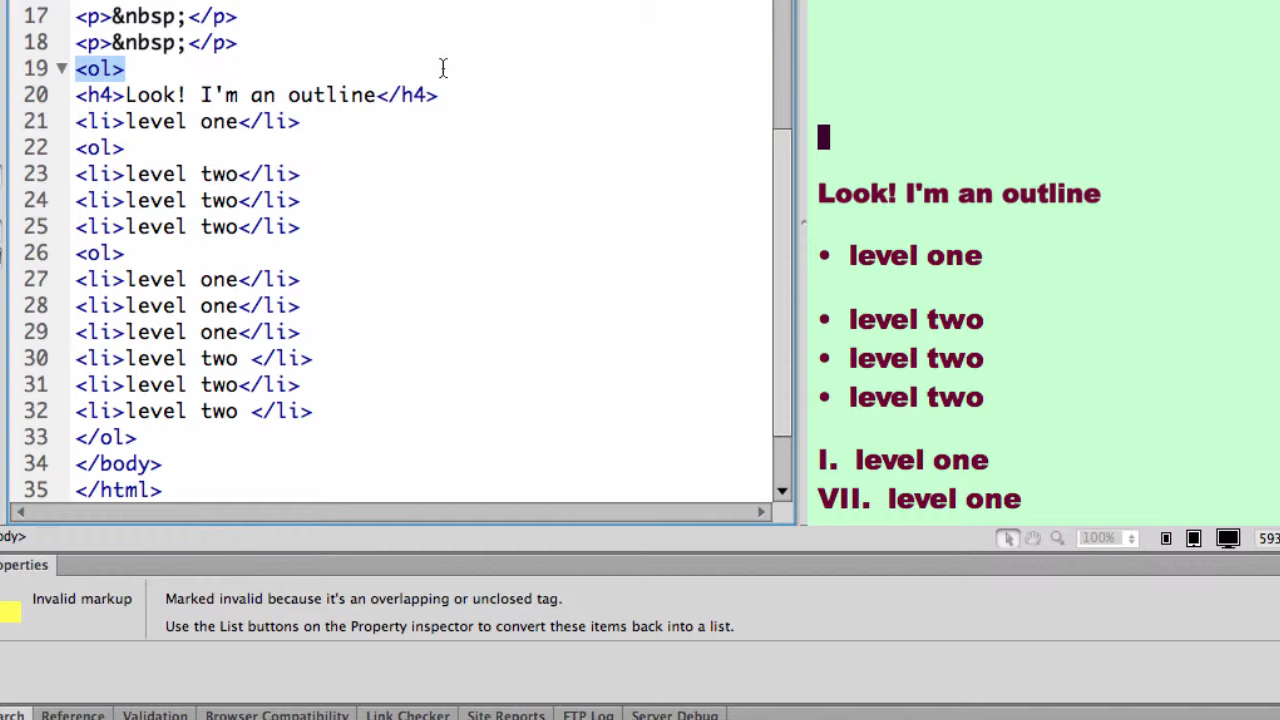 17 <p>&nbsp;</p>
18 <p>&nbsp;</p>
19 <ol>
20 <h4>Look! I'm an outline</h4>
21 <li>level one</li>
22 <ol>
23 <li>level two</li>
24 <li>level two</li>
25 <li>level two</li>
26 <ol>
27 <li>level one</li>
28 <li>level one</li>
29 <li>level one</li>
30 <li>level two </li>
31 <li>level two</li>
32 <li>level two </li>
33 </ol>
34 </body>
35 </html>
Look! I'm an outline
• level one
• level two
• level two
• level two
I. level one
VII. level one
ody>
100%
593
operties
Invalid markup
Marked invalid because it's an overlapping or unclosed tag.
Use the List buttons on the Property inspector to convert these items back into a list.
arch Reference Validation Browser Compatibility Link Checker Site Reports FTP Log Server Debug